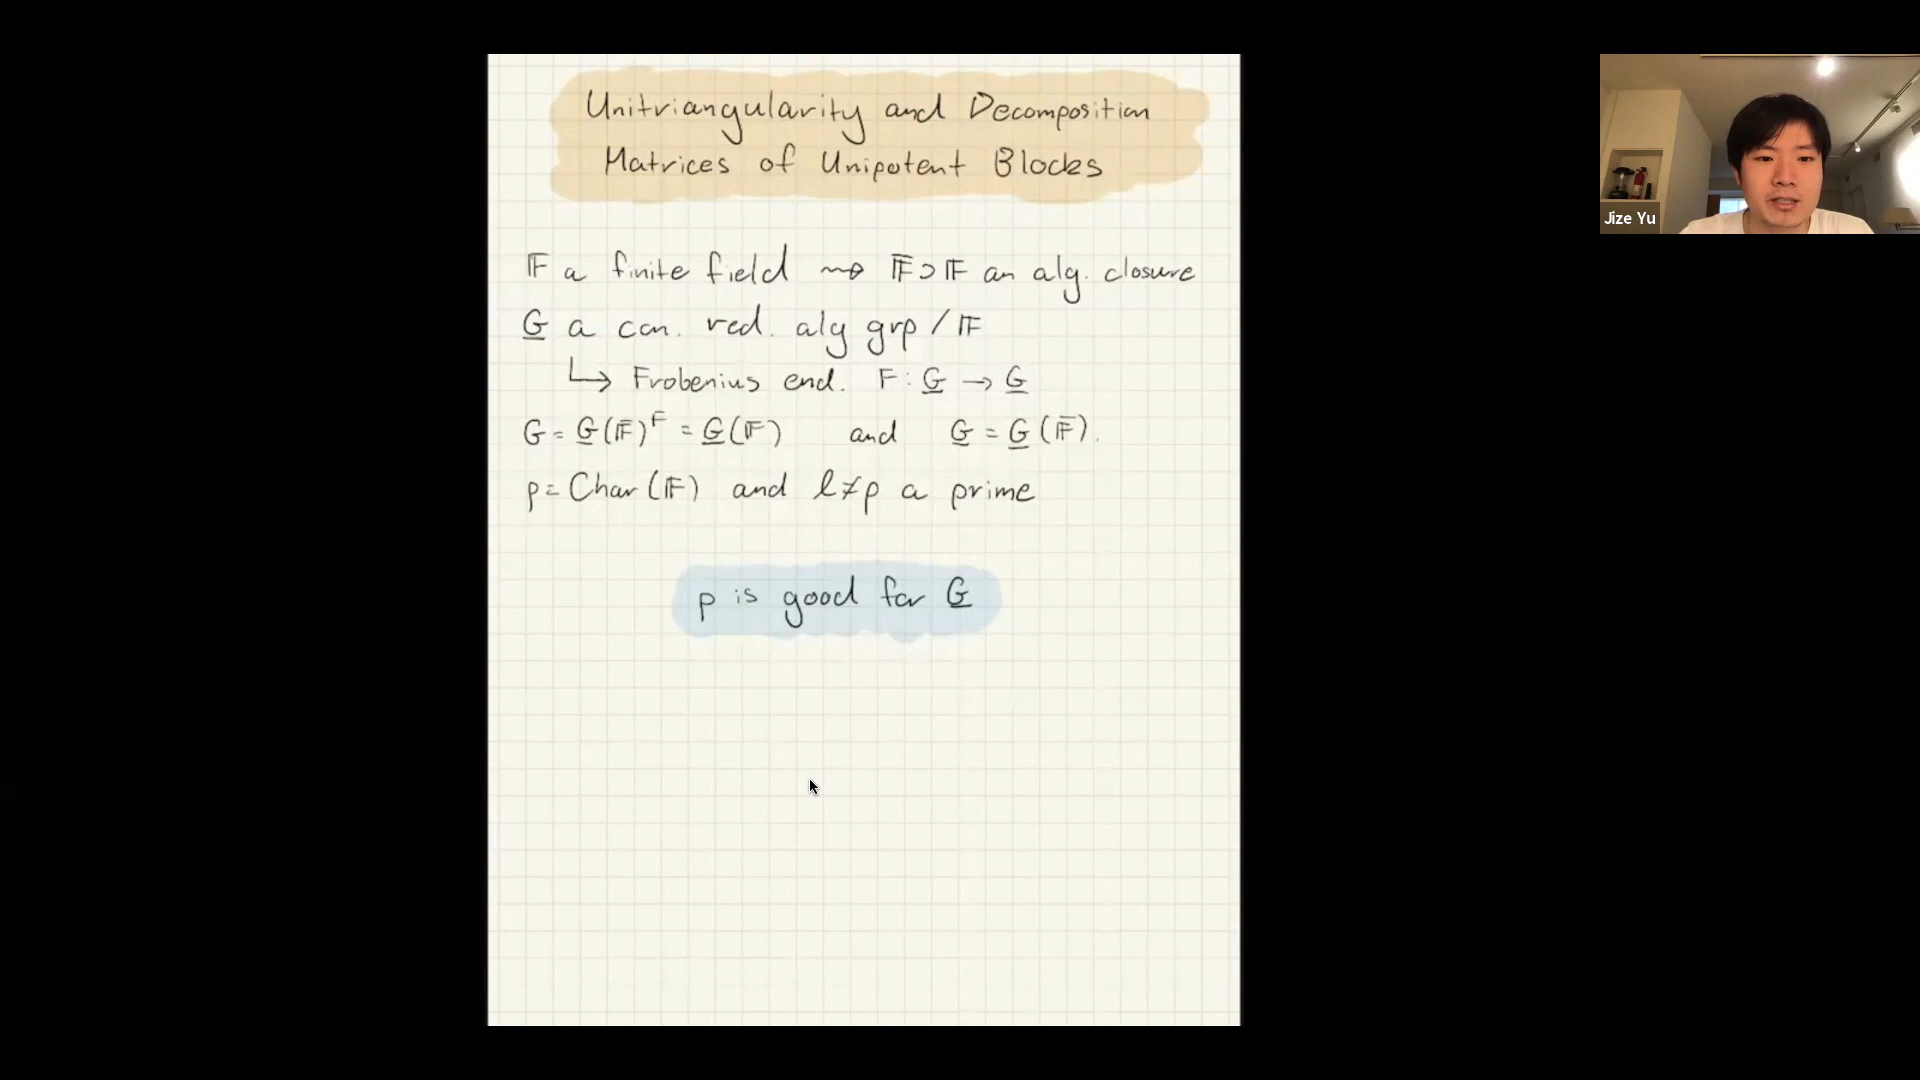 Unitriangularity and Decomposition
Matrices of Unipotent Blocks
𝔽 a finite field ⇝ 𝔽̄ ⊃ 𝔽 an alg. closure
G̲ a con. red. alg grp / 𝔽
↳ Frobenius end. F : G̲ → G̲
G = G̲(𝔽̄)^F = G̲(𝔽) and G̲ = G̲(𝔽̄).
p = Char(𝔽) and ℓ≠p a prime
p is good for G̲
Jize Yu